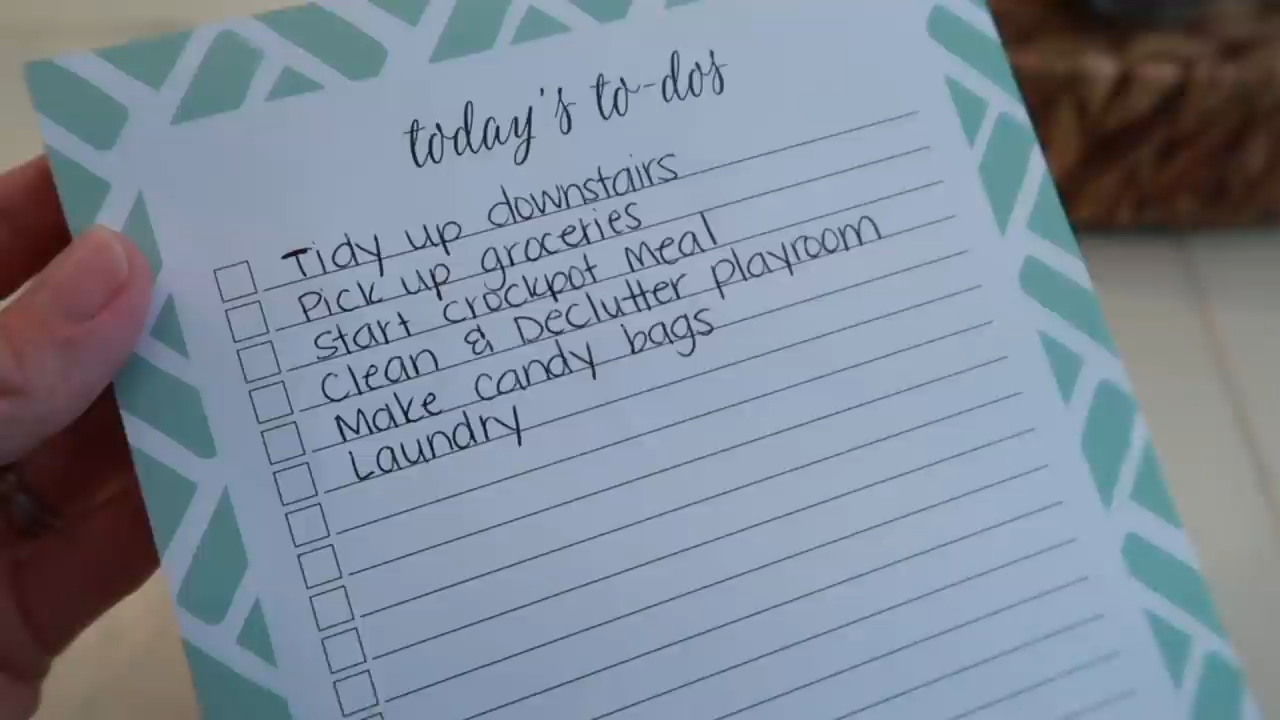 today's to-dos
Tidy up downstairs
Pick up groceries
Start crockpot meal
Clean & Declutter playroom
Make candy bags
Laundry